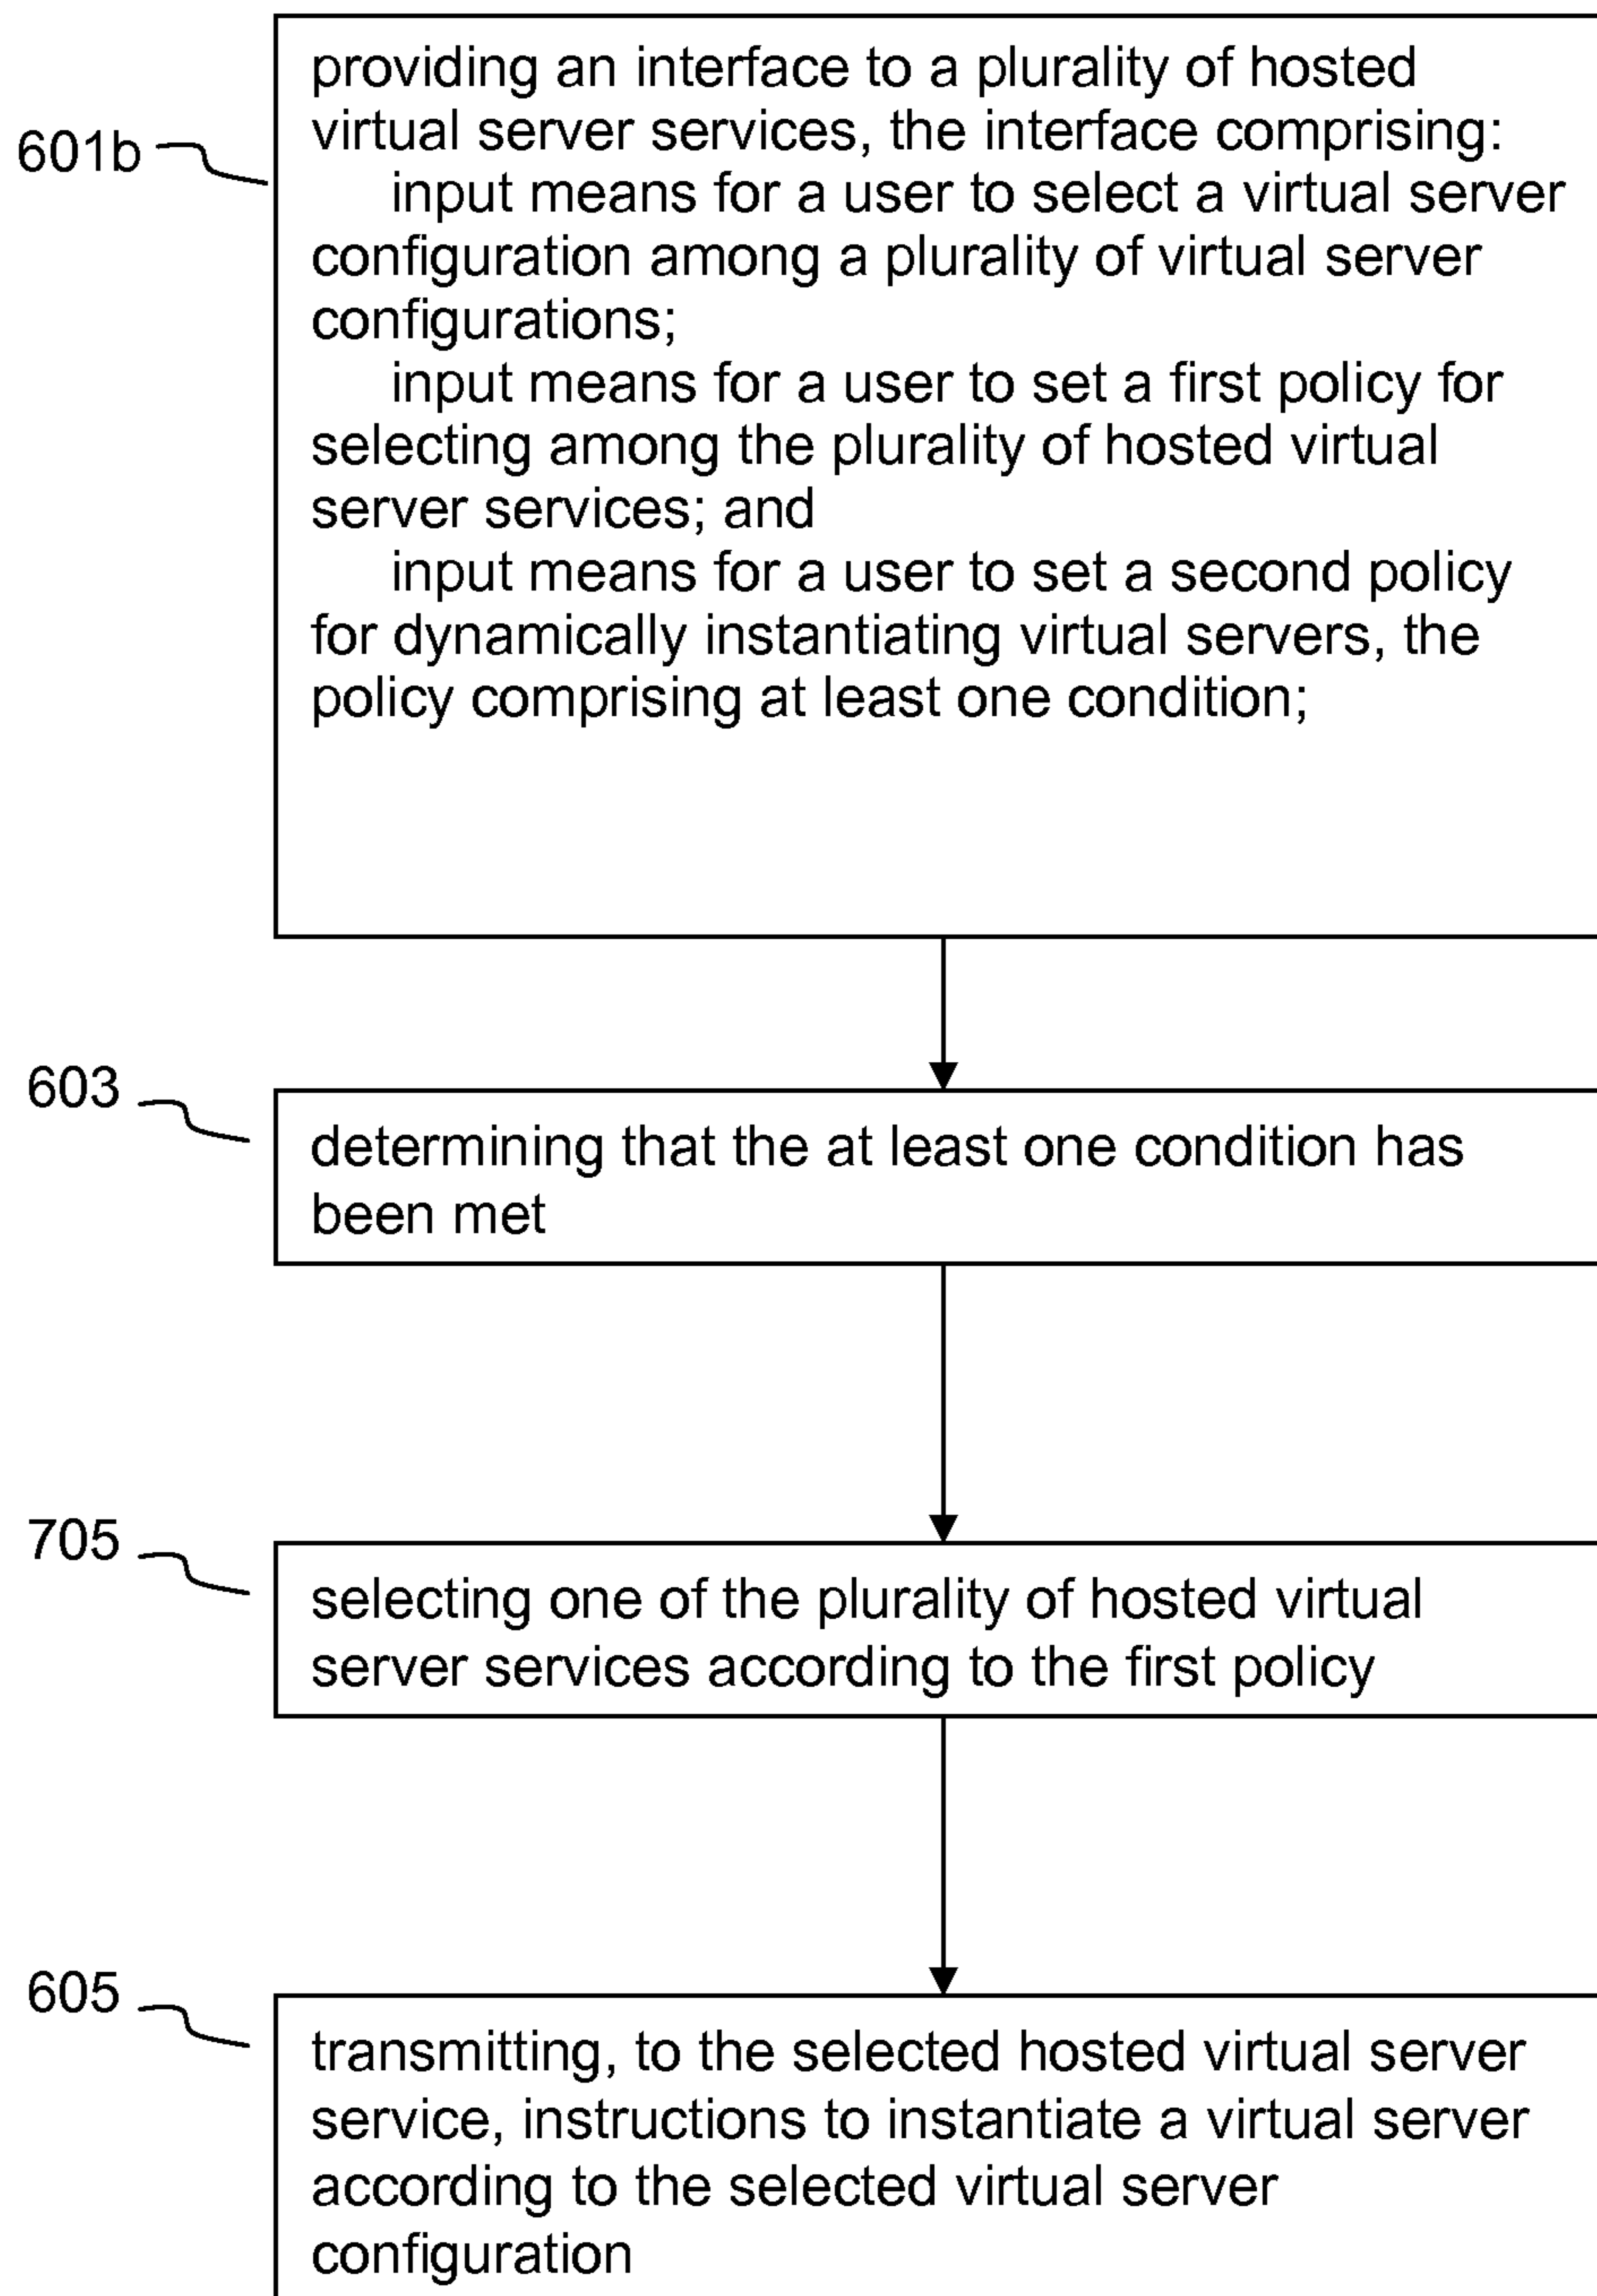 601b
providing an interface to a plurality of hosted
virtual server services, the interface comprising:
input means for a user to select a virtual server
configuration among a plurality of virtual server
configurations;
input means for a user to set a first policy for
selecting among the plurality of hosted virtual
server services; and
input means for a user to set a second policy
for dynamically instantiating virtual servers, the
policy comprising at least one condition;
603
determining that the at least one condition has
been met
705
selecting one of the plurality of hosted virtual
server services according to the first policy
605
transmitting, to the selected hosted virtual server
service, instructions to instantiate a virtual server
according to the selected virtual server
configuration